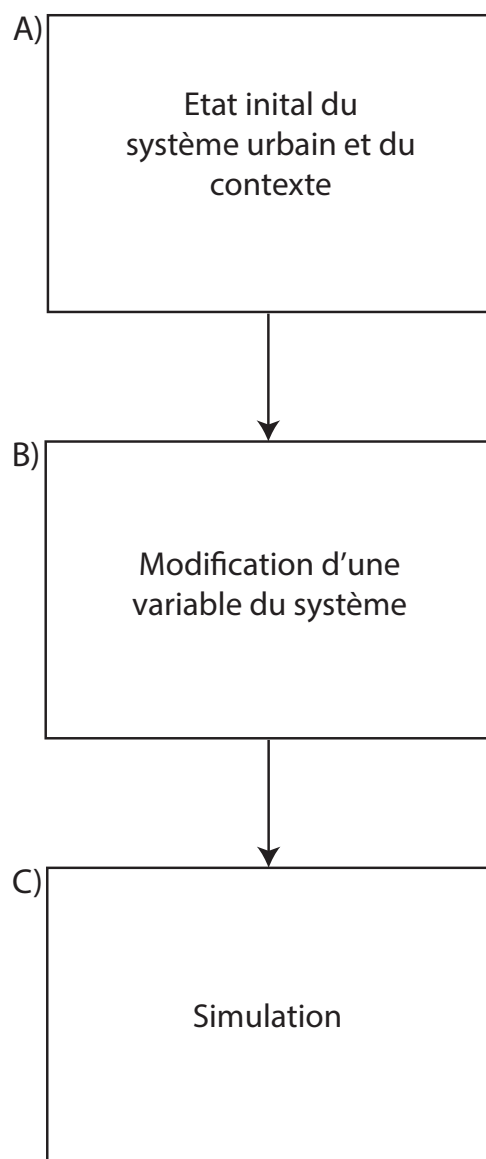 A)
Etat inital du
système urbain et du
contexte
B)
Modification d'une
variable du système
C)
Simulation